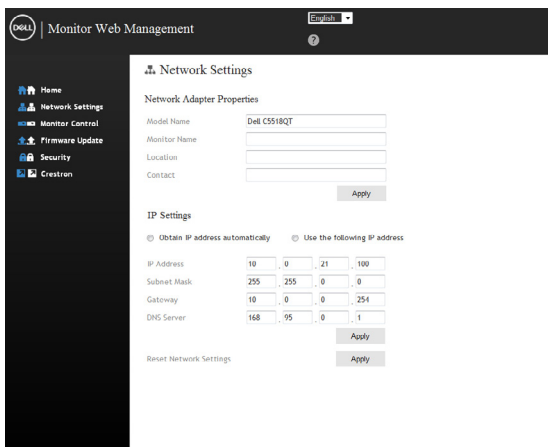 DELL Monitor Web Management
English
?
Home
Network Settings
Monitor Control
Firmware Update
Security
Crestron
Network Settings
Network Adapter Properties
Model Name Dell C5518QT
Monitor Name
Location
Contact
Apply
IP Settings
Obtain IP address automatically Use the following IP address
IP Address 10 . 0 . 21 . 100
Subnet Mask 255 . 255 . 0 . 0
Gateway 10 . 0 . 0 . 254
DNS Server 168 . 95 . 0 . 1
Apply
Reset Network Settings Apply